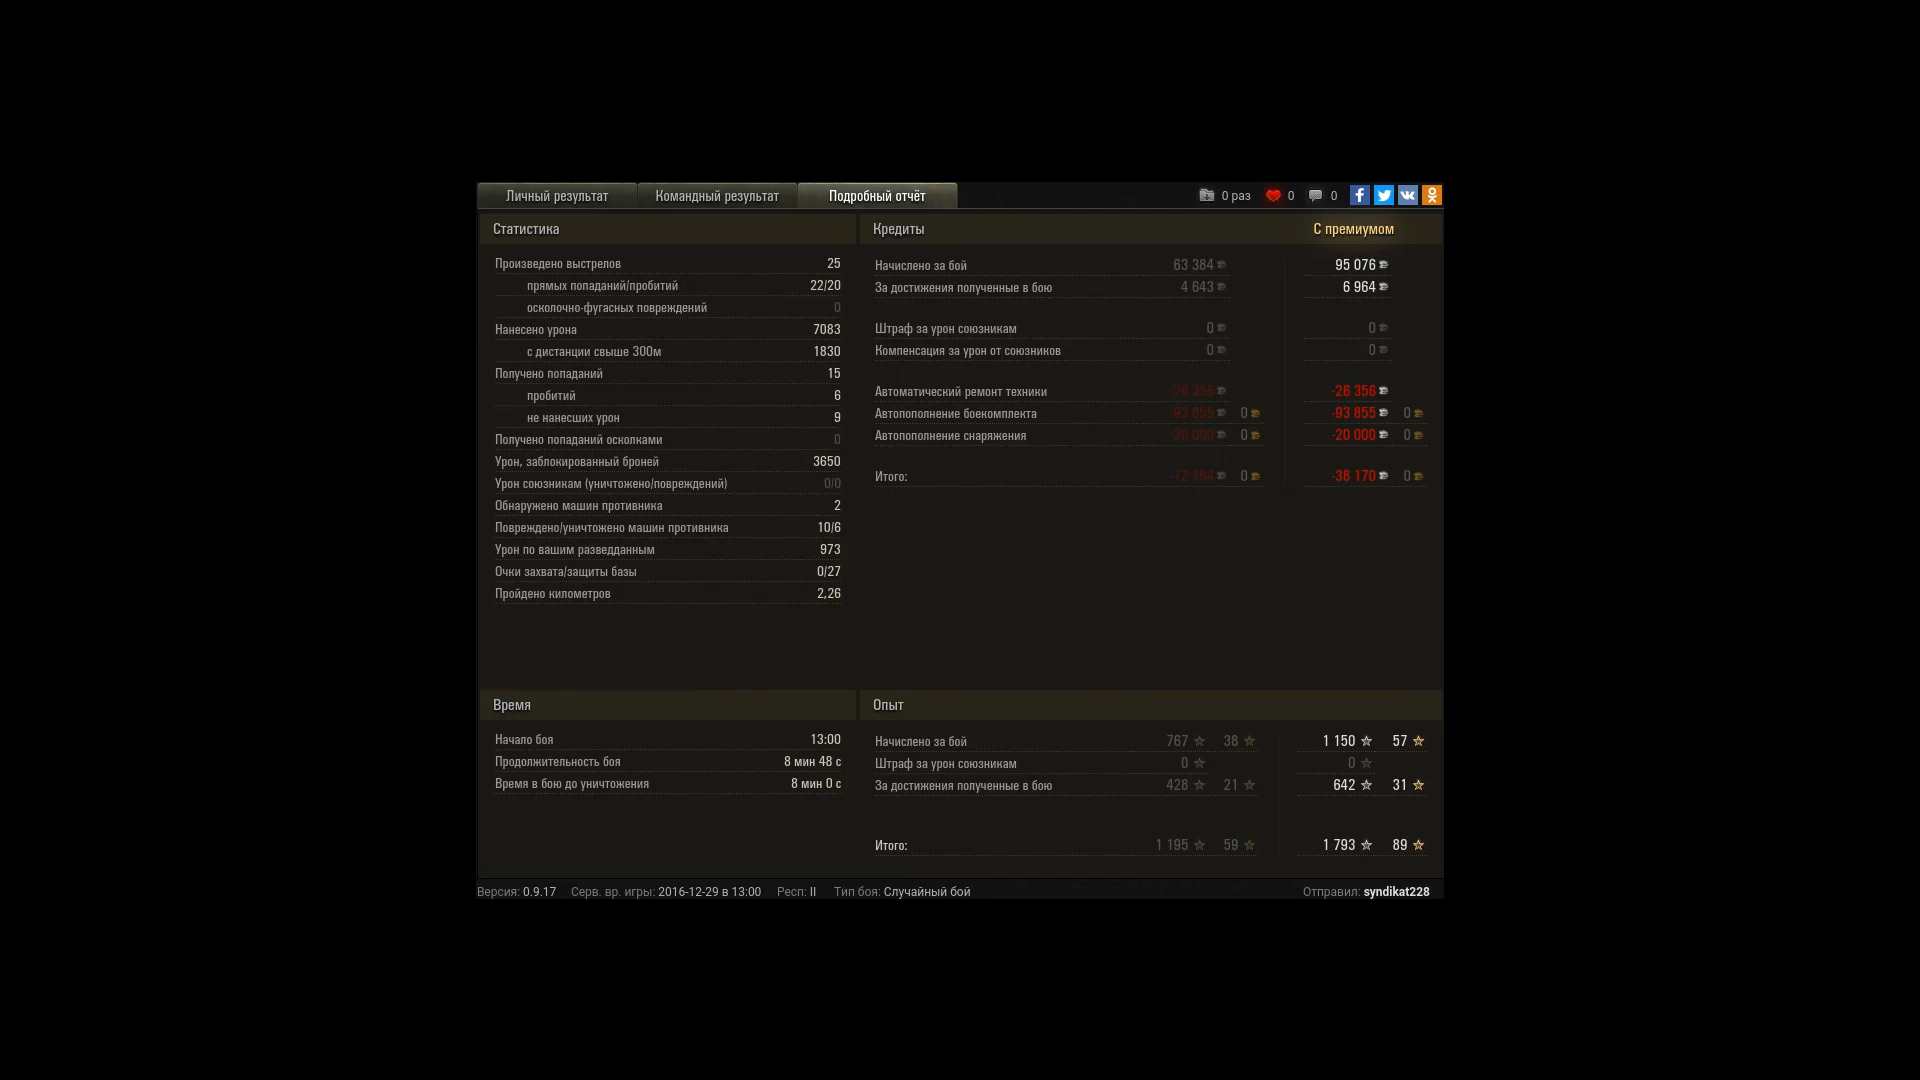 Личный результат Командный результат Подробный отчёт 0 раз 0 0
Статистика
Произведено выстрелов 25
прямых попаданий/пробитий 22/20
осколочно-фугасных повреждений 0
Нанесено урона 7083
с дистанции свыше 300м 1830
Получено попаданий 15
пробитий 6
не нанесших урон 9
Получено попаданий осколками 0
Урон, заблокированный броней 3650
Урон союзникам (уничтожено/повреждений) 0/0
Обнаружено машин противника 2
Повреждено/уничтожено машин противника 10/6
Урон по вашим разведданным 973
Очки захвата/защиты базы 0/27
Пройдено километров 2,26
Кредиты С премиумом
Начислено за бой 63 384 95 076
За достижения полученные в бою 4 643 6 964
Штраф за урон союзникам 0 0
Компенсация за урон от союзников 0 0
Автоматический ремонт техники -26 356 -26 356
Автопополнение боекомплекта -93 855 0 -93 855 0
Автопополнение снаряжения -20 000 0 -20 000 0
Итого: -72 184 0 -38 170 0
Время
Начало боя 13:00
Продолжительность боя 8 мин 48 с
Время в бою до уничтожения 8 мин 0 с
Опыт
Начислено за бой 767 38 1 150 57
Штраф за урон союзникам 0 0
За достижения полученные в бою 428 21 642 31
Итого: 1 195 59 1 793 89
Версия: 0.9.17 Серв. вр. игры: 2016-12-29 в 13:00 Респ: II Тип боя: Случайный бой Отправил: syndikat228